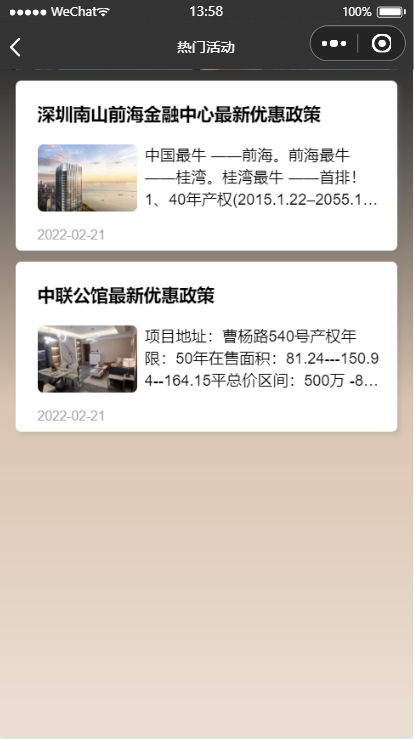 WeChat 13:58 100%
热门活动
深圳南山前海金融中心最新优惠政策
中国最牛 ——前海。前海最牛
——桂湾。桂湾最牛 ——首排！
1、40年产权(2015.1.22–2055.1...
2022-02-21
中联公馆最新优惠政策
项目地址：曹杨路540号产权年
限：50年在售面积：81.24---150.9
4--164.15平总价区间：500万 -8...
2022-02-21